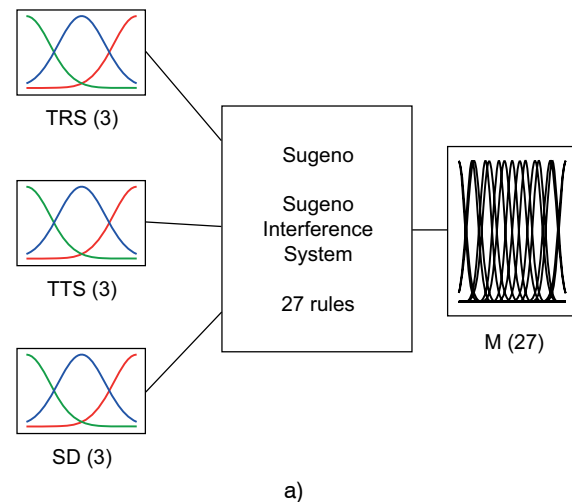 TRS (3)
TTS (3)
SD (3)
Sugeno
Sugeno
Interference
System
27 rules
M (27)
a)